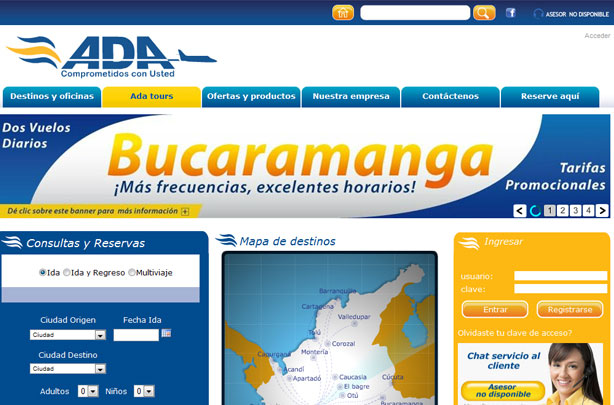 ASESOR NO DISPONIBLE
Acceder
ADA
Comprometidos con Usted
Destinos y oficinas
Ada tours
Ofertas y productos
Nuestra empresa
Contáctenos
Reserve aquí
Dos Vuelos
Diarios
Bucaramanga
¡Más frecuencias, excelentes horarios!
Tarifas
Promocionales
Dé clic sobre este banner para más información
1 2 3 4
Consultas y Reservas
Ida Ida y Regreso Multiviaje
Ciudad Origen Fecha Ida
Ciudad
Ciudad Destino
Ciudad
Adultos 0 Niños 0
Mapa de destinos
Barranquilla
Cartagena
Valledupar
Tolú
Corozal
Montería
Capurganá
Acandí
Apartadó
Caucasia
Cúcuta
El bagre
Otú
Bucaramanga
Ingresar
usuario:
clave:
Entrar Registrarse
Olvidaste tu clave de acceso?
Chat servicio al
cliente
Asesor
no disponible